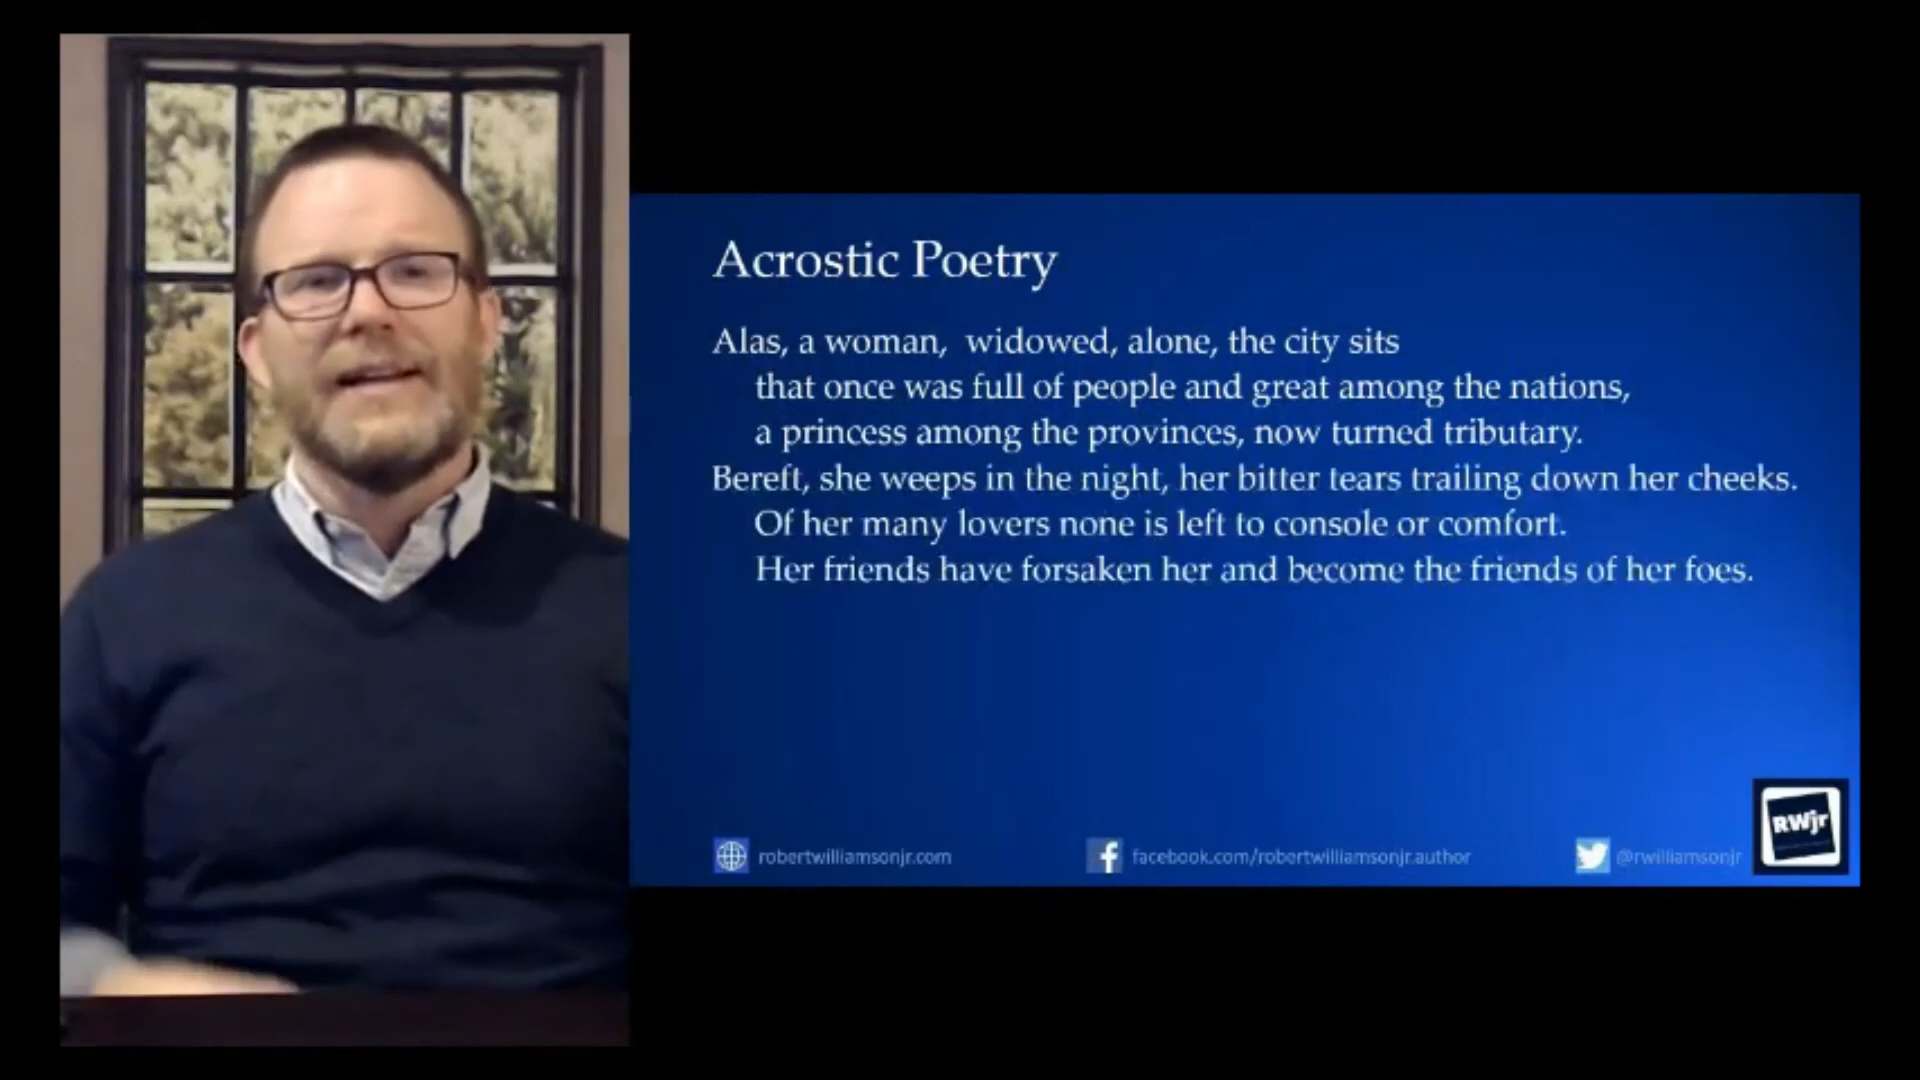 Acrostic Poetry
Alas, a woman,  widowed, alone, the city sits
that once was full of people and great among the nations,
a princess among the provinces, now turned tributary.
Bereft, she weeps in the night, her bitter tears trailing down her cheeks.
Of her many lovers none is left to console or comfort.
Her friends have forsaken her and become the friends of her foes.
robertwilliamsonjr.com
facebook.com/robertwilliamsonjr.author
@rwilliamsonjr
RWjr